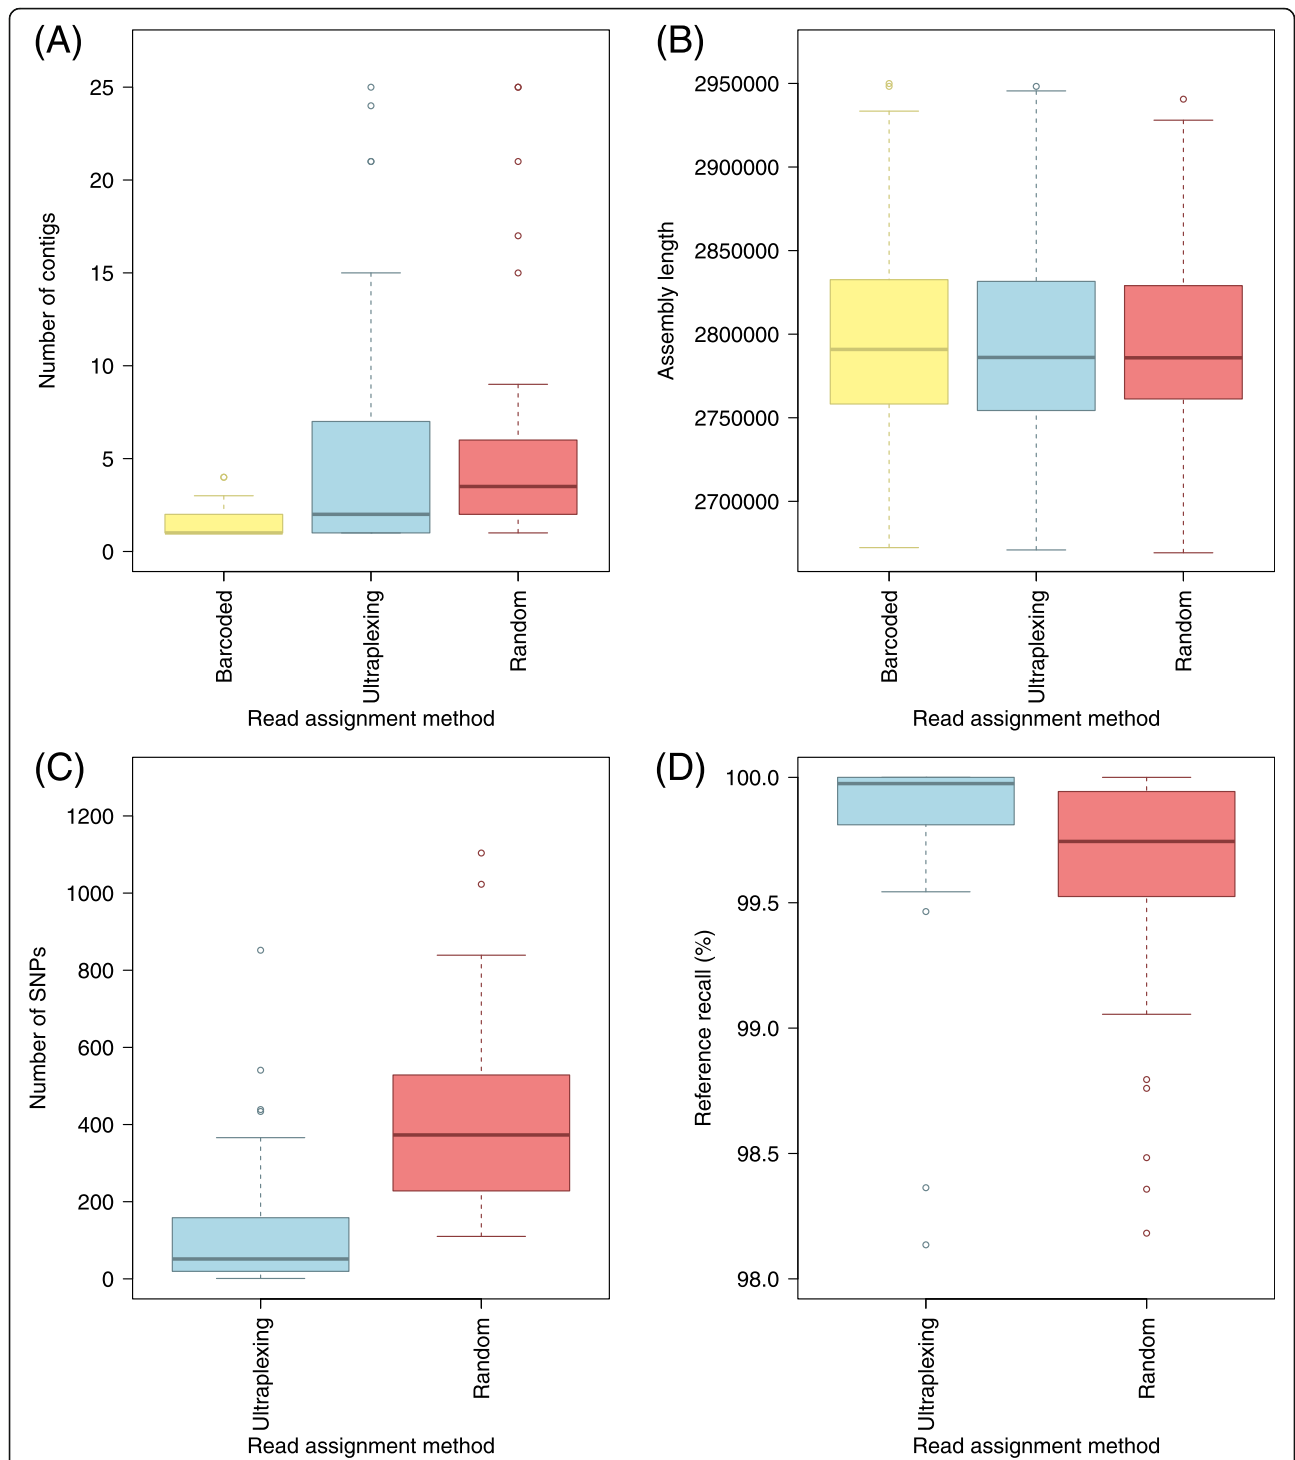 (A)
Number of contigs
25
20
15
10
5
0
Barcoded
Ultraplexing
Random
Read assignment method
(B)
Assembly length
2950000
2900000
2850000
2800000
2750000
2700000
Barcoded
Ultraplexing
Random
Read assignment method
(C)
Number of SNPs
1200
1000
800
600
400
200
0
Ultraplexing
Random
Read assignment method
(D)
Reference recall (%)
100.0
99.5
99.0
98.5
98.0
Ultraplexing
Random
Read assignment method